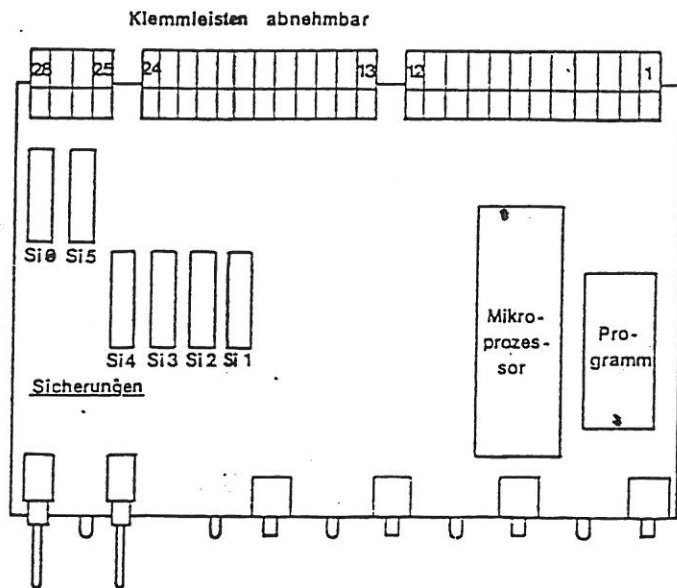 Klemmleisten abnehmbar
28 25 24 13 12 1
Si0 Si5
Si4 Si3 Si2 Si1
Sicherungen
Mikro-
prozes-
sor
Pro-
gramm